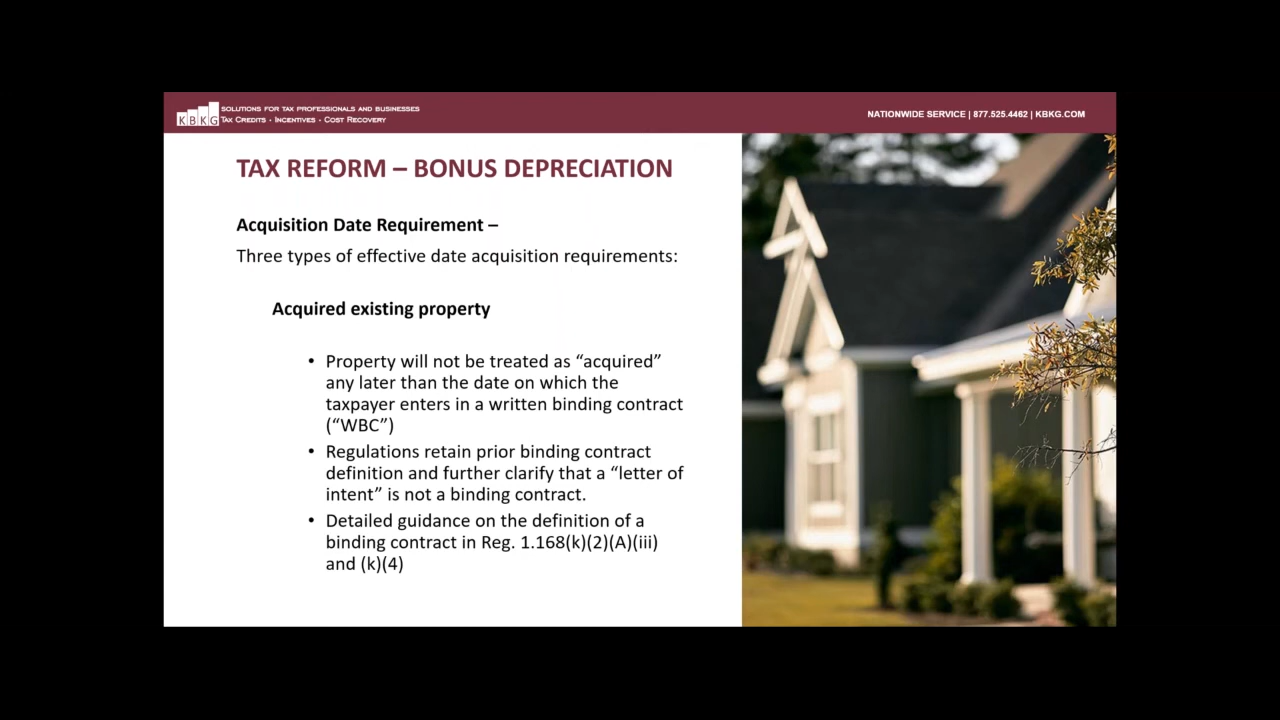 KBKG
SOLUTIONS FOR TAX PROFESSIONALS AND BUSINESSES
TAX CREDITS · INCENTIVES · COST RECOVERY
NATIONWIDE SERVICE | 877.525.4462 | KBKG.COM
TAX REFORM – BONUS DEPRECIATION
Acquisition Date Requirement –
Three types of effective date acquisition requirements:
Acquired existing property
• Property will not be treated as “acquired”
any later than the date on which the
taxpayer enters in a written binding contract
(“WBC”)
• Regulations retain prior binding contract
definition and further clarify that a “letter of
intent” is not a binding contract.
• Detailed guidance on the definition of a
binding contract in Reg. 1.168(k)(2)(A)(iii)
and (k)(4)